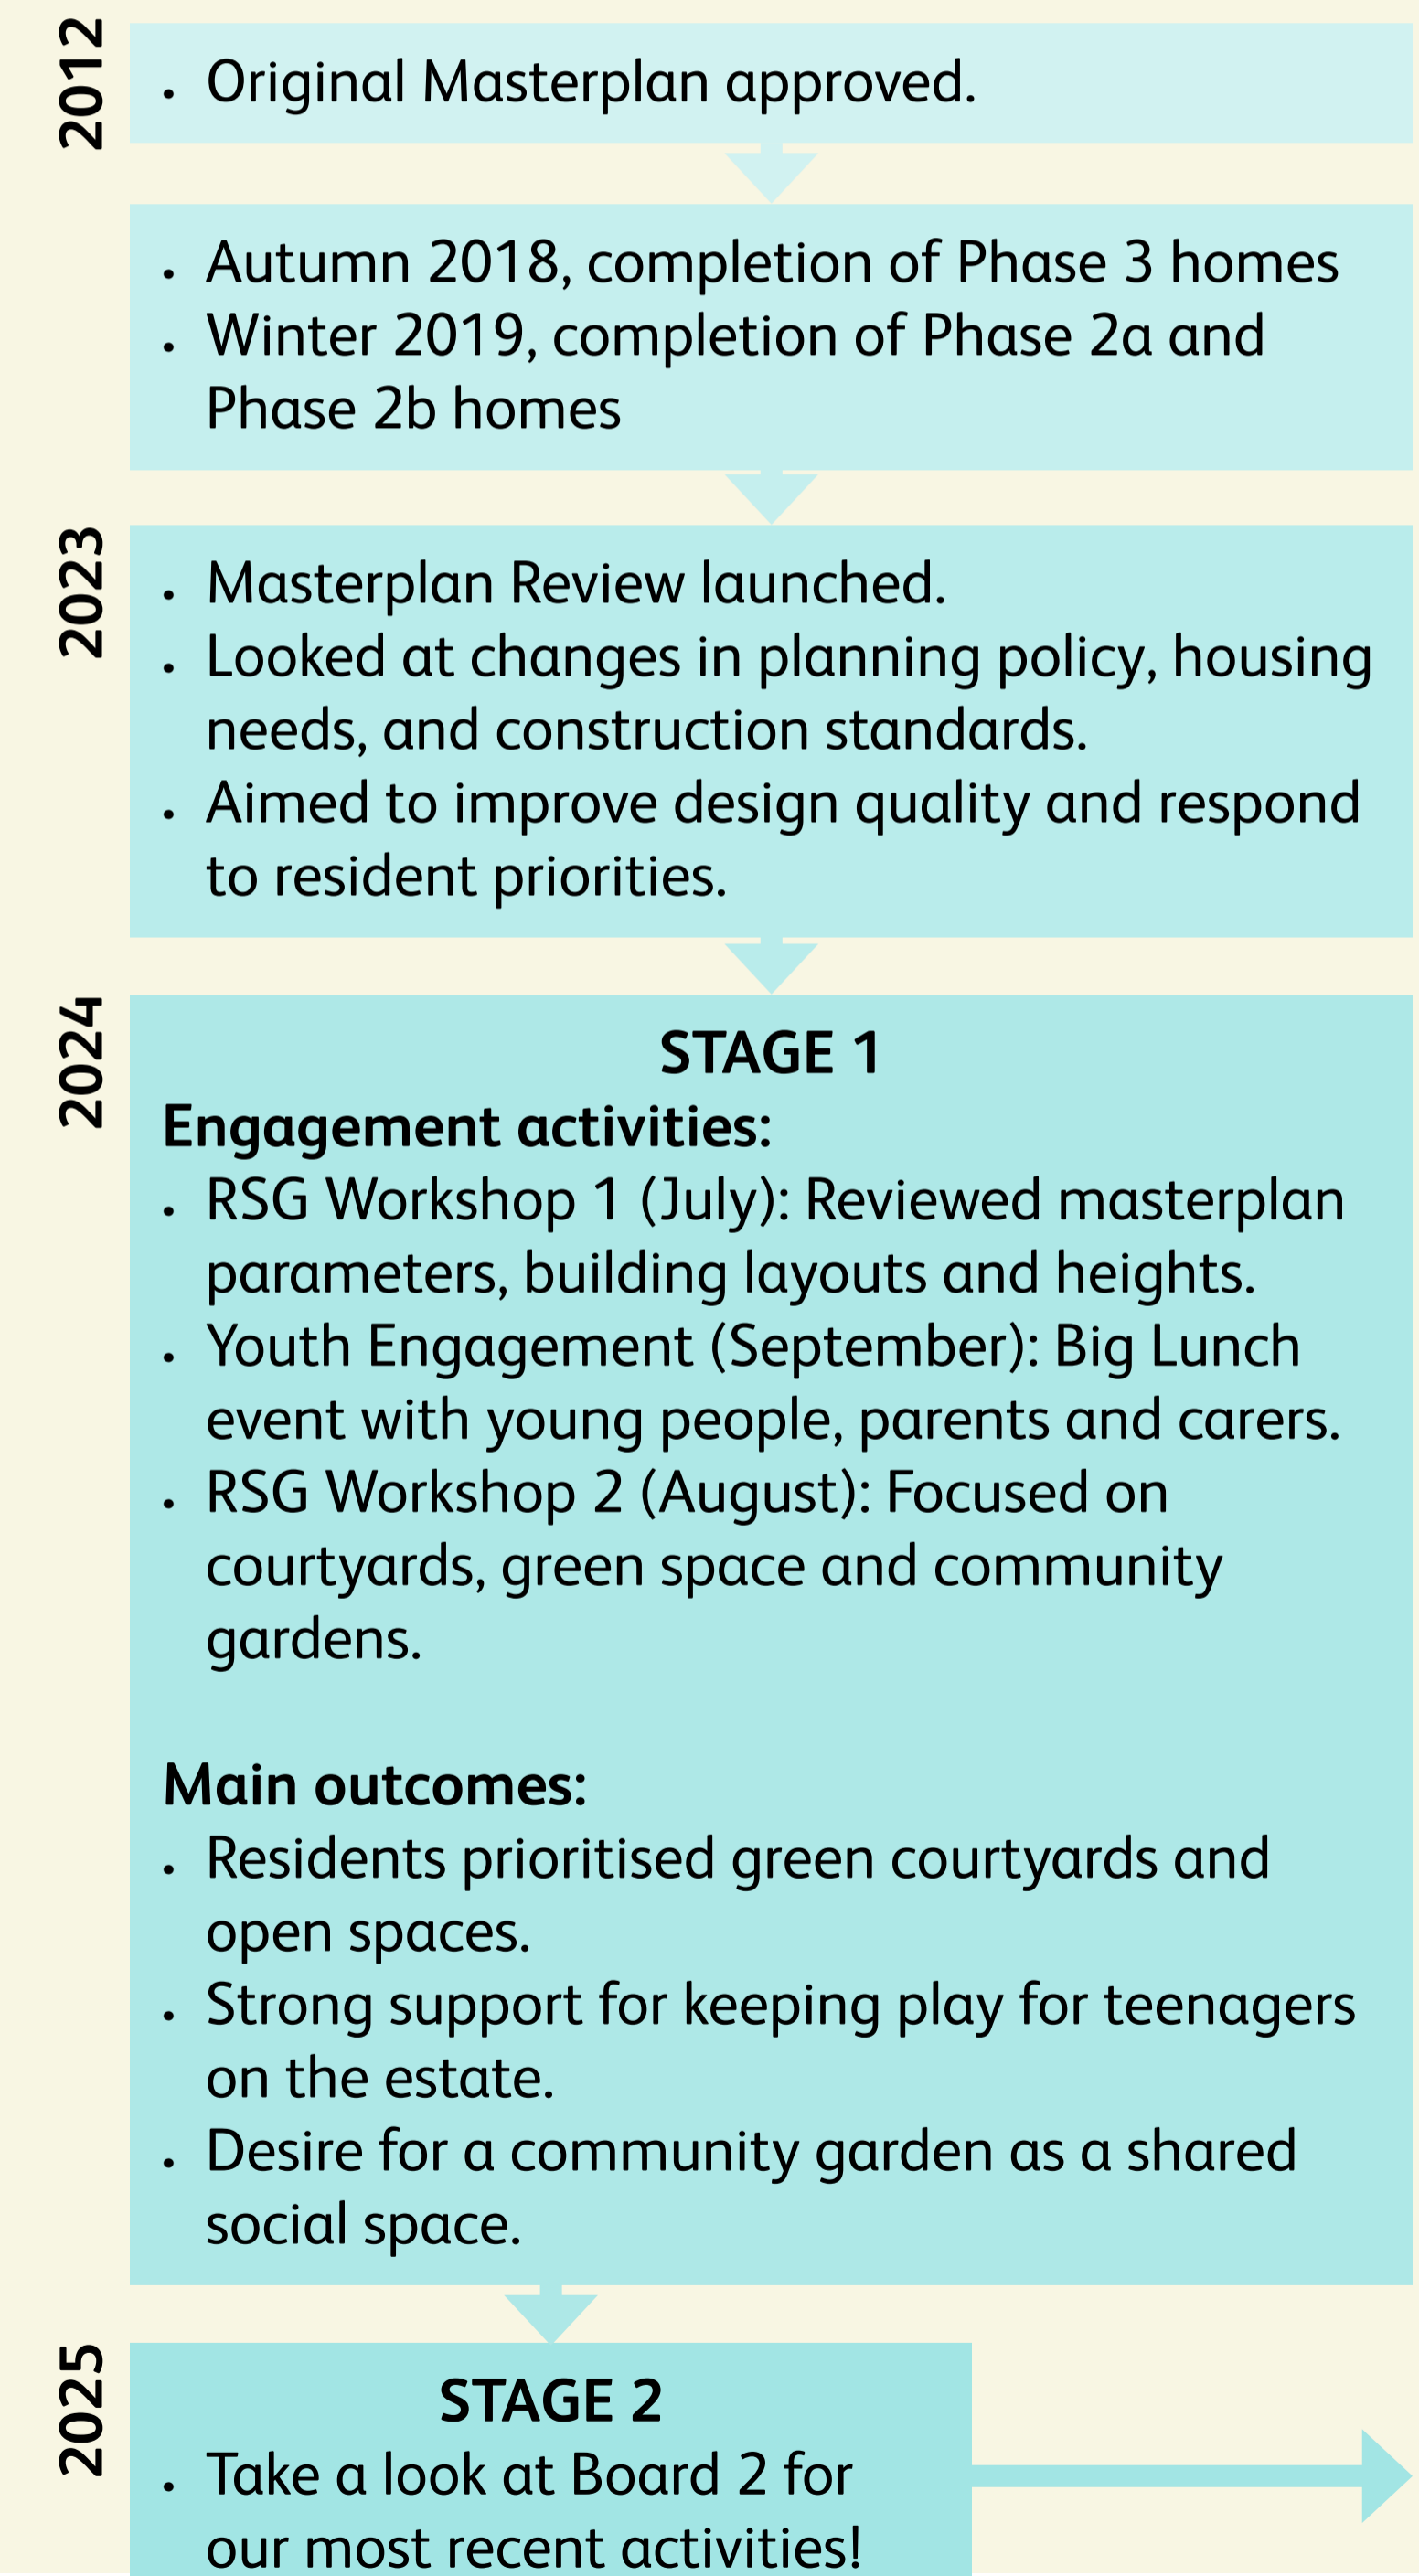 2012
• Original Masterplan approved.
• Autumn 2018, completion of Phase 3 homes
• Winter 2019, completion of Phase 2a and
Phase 2b homes
2023
• Masterplan Review launched.
• Looked at changes in planning policy, housing
needs, and construction standards.
• Aimed to improve design quality and respond
to resident priorities.
2024
STAGE 1
Engagement activities:
• RSG Workshop 1 (July): Reviewed masterplan
parameters, building layouts and heights.
• Youth Engagement (September): Big Lunch
event with young people, parents and carers.
• RSG Workshop 2 (August): Focused on
courtyards, green space and community
gardens.
Main outcomes:
• Residents prioritised green courtyards and
open spaces.
• Strong support for keeping play for teenagers
on the estate.
• Desire for a community garden as a shared
social space.
2025
STAGE 2
• Take a look at Board 2 for
our most recent activities!